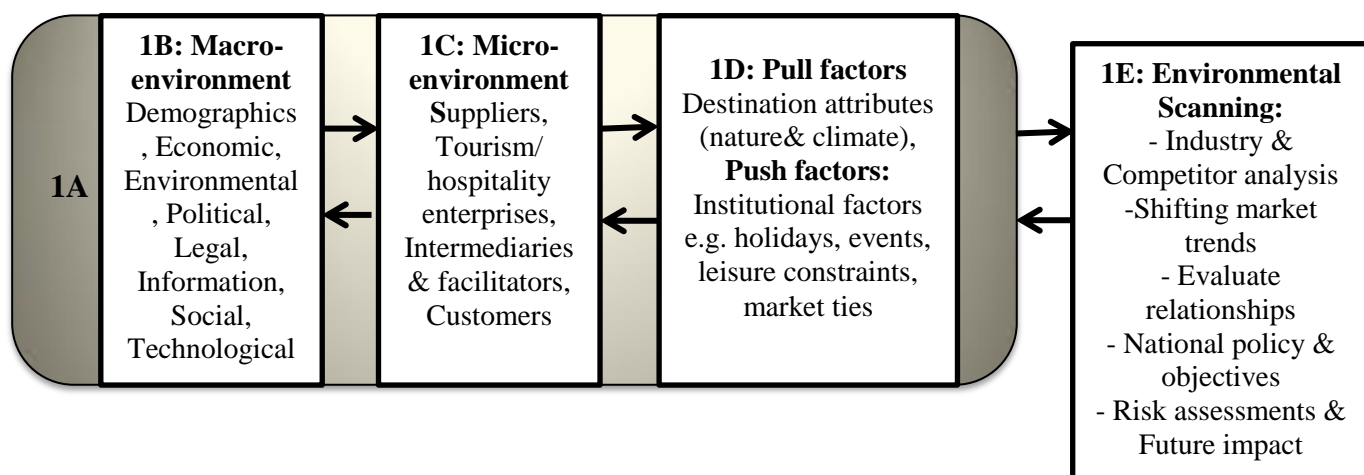 1A
1B: Macro-
environment
Demographics
, Economic,
Environmental
, Political,
Legal,
Information,
Social,
Technological
1C: Micro-
environment
Suppliers,
Tourism/
hospitality
enterprises,
Intermediaries
& facilitators,
Customers
1D: Pull factors
Destination attributes
(nature& climate),
Push factors:
Institutional factors
e.g. holidays, events,
leisure constraints,
market ties
1E: Environmental
Scanning:
- Industry &
Competitor analysis
-Shifting market
trends
- Evaluate
relationships
- National policy &
objectives
- Risk assessments &
Future impact